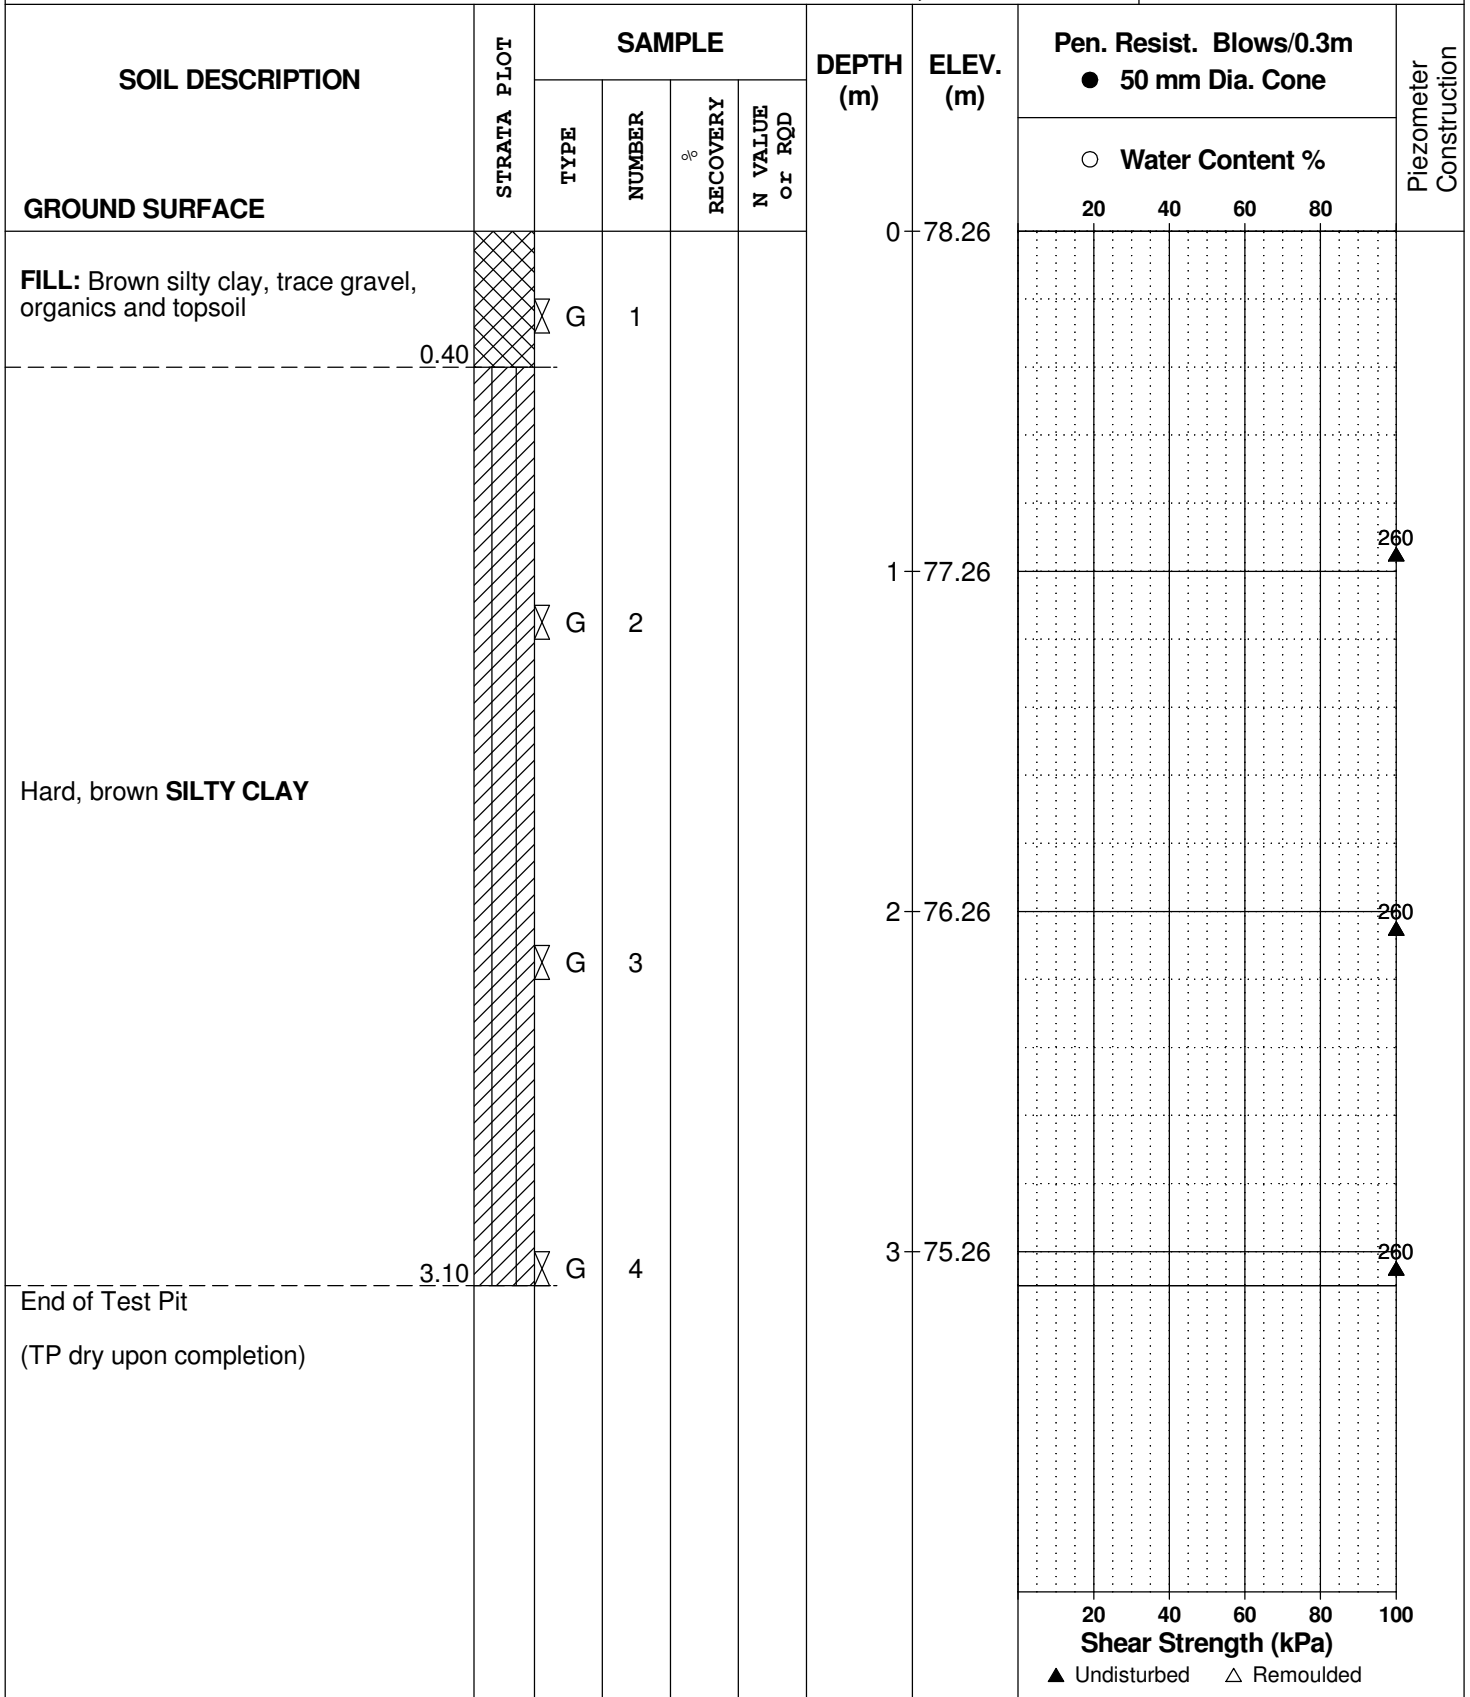 SOIL DESCRIPTION
GROUND SURFACE
STRATA PLOT
SAMPLE
TYPE
NUMBER
%
RECOVERY
N VALUE
or RQD
DEPTH
(m)
ELEV.
(m)
Pen. Resist. Blows/0.3m
● 50 mm Dia. Cone
○ Water Content %
20 40 60 80
Piezometer
Construction
0 78.26
FILL: Brown silty clay, trace gravel,
organics and topsoil
G 1
0.40
260
1 77.26
G 2
Hard, brown SILTY CLAY
2 76.26
260
G 3
3 75.26
260
G 4
3.10
End of Test Pit
(TP dry upon completion)
20 40 60 80 100
Shear Strength (kPa)
▲ Undisturbed △ Remoulded